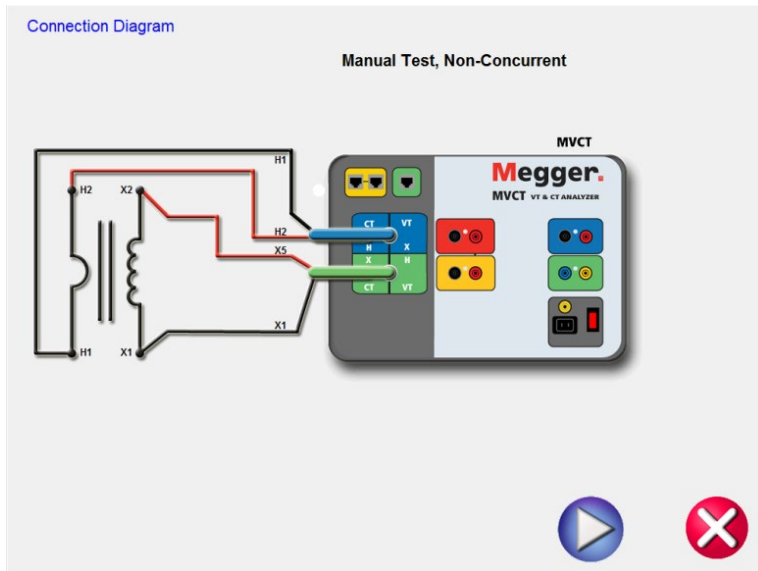 Connection Diagram
Manual Test, Non-Concurrent
MVCT
Megger.
MVCT VT & CT ANALYZER
H1
H2 X2
H2
X5
X1
H1 X1
CT VT
H X
X H
CT VT